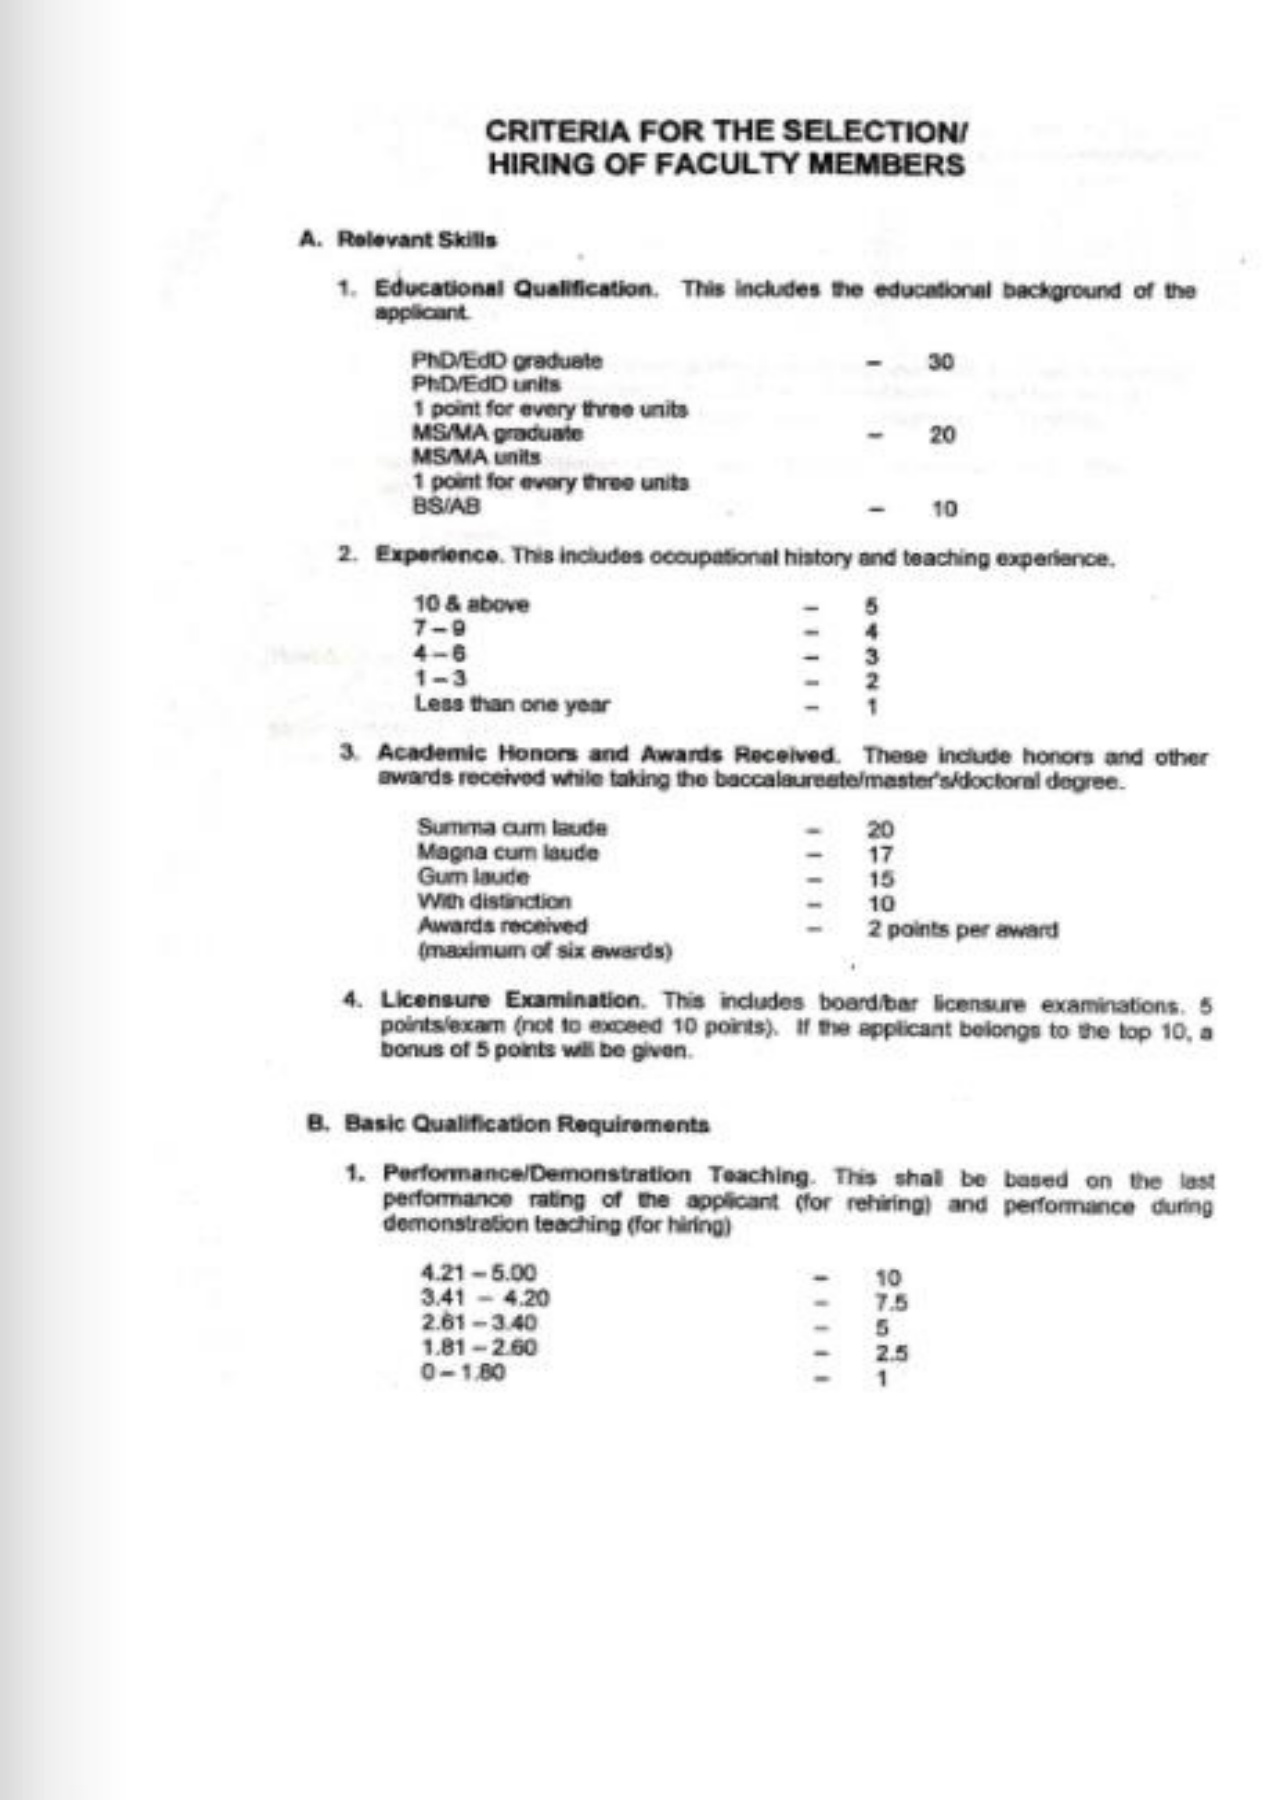 CRITERIA FOR THE SELECTION/
HIRING OF FACULTY MEMBERS
A. Relevant Skills
1. Educational Qualification. This includes the educational background of the
applicant.
PhD/EdD graduate – 30
PhD/EdD units
1 point for every three units
MS/MA graduate – 20
MS/MA units
1 point for every three units
BS/AB – 10
2. Experience. This includes occupational history and teaching experience.
10 & above – 5
7 – 9 – 4
4 – 6 – 3
1 – 3 – 2
Less than one year – 1
3. Academic Honors and Awards Received. These include honors and other
awards received while taking the baccalaureate/master's/doctoral degree.
Summa cum laude – 20
Magna cum laude – 17
Gum laude – 15
With distinction – 10
Awards received – 2 points per award
(maximum of six awards)
4. Licensure Examination. This includes board/bar licensure examinations. 5
points/exam (not to exceed 10 points). If the applicant belongs to the top 10, a
bonus of 5 points will be given.
B. Basic Qualification Requirements
1. Performance/Demonstration Teaching. This shall be based on the last
performance rating of the applicant (for rehiring) and performance during
demonstration teaching (for hiring)
4.21 – 5.00 – 10
3.41 – 4.20 – 7.5
2.61 – 3.40 – 5
1.81 – 2.60 – 2.5
0 – 1.80 – 1